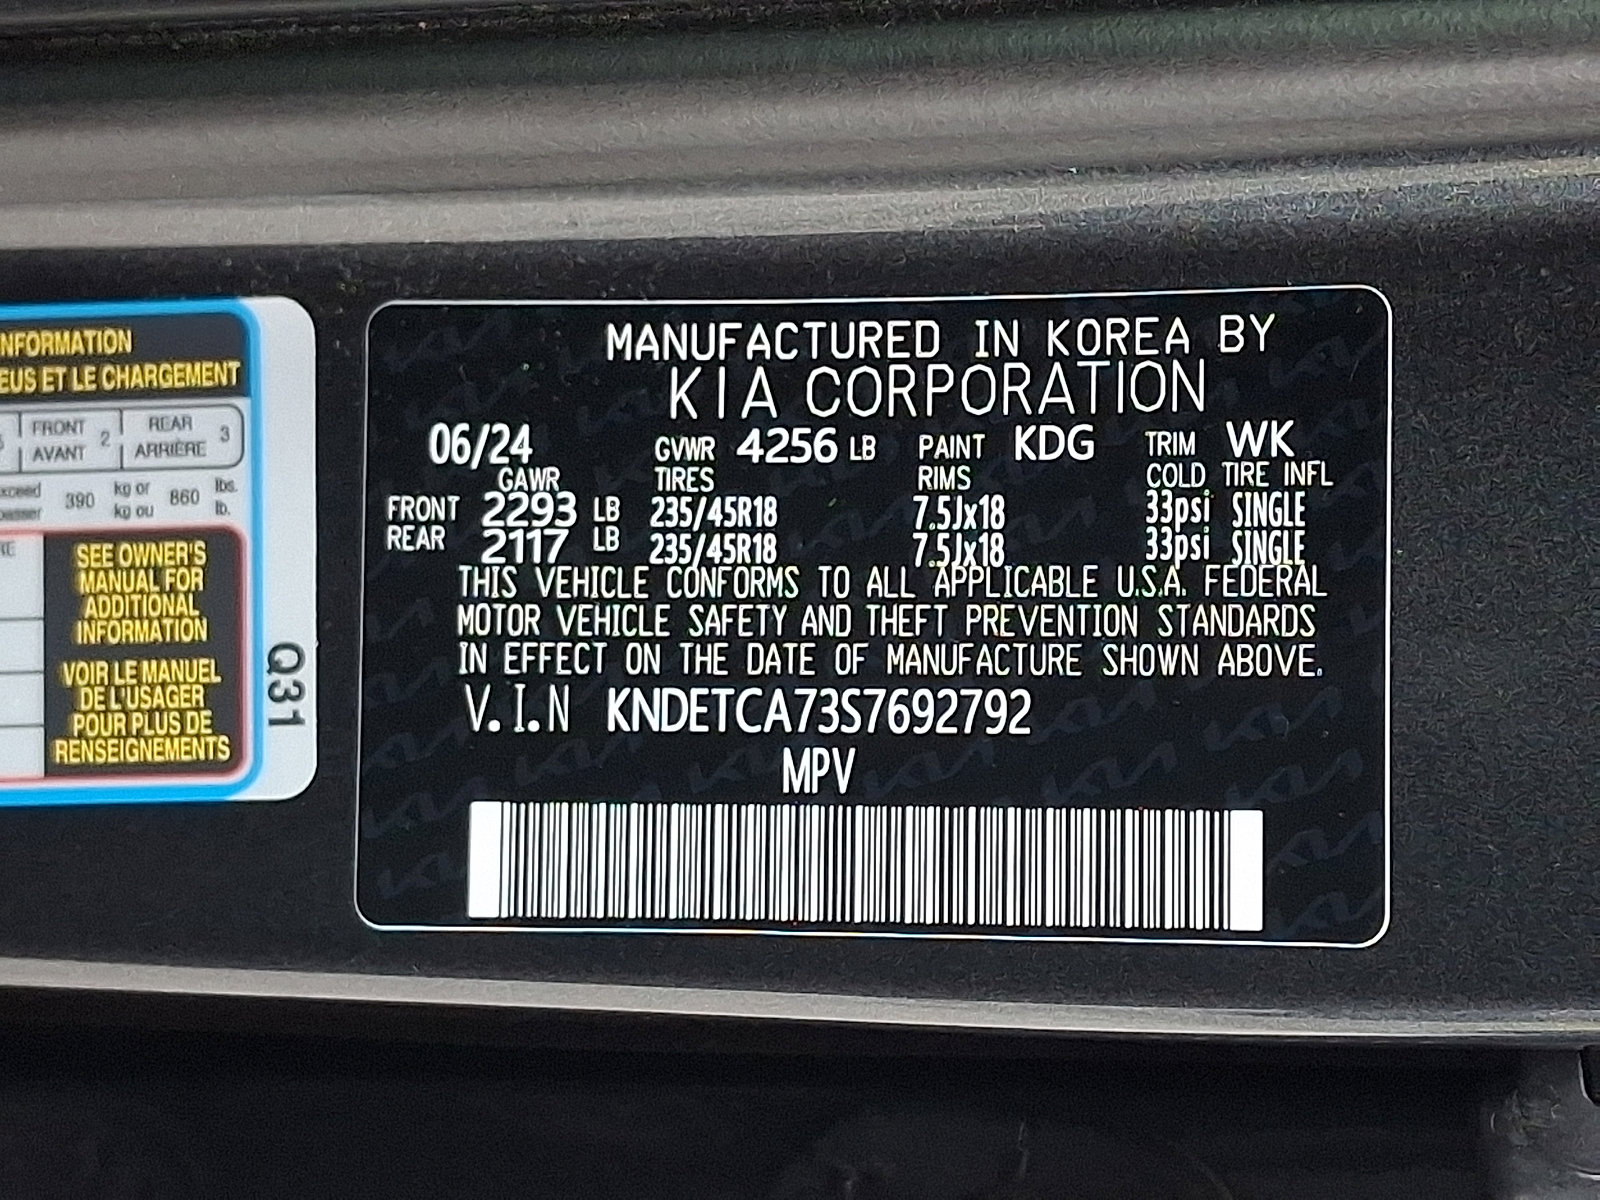 NFORMATION
EUS ET LE CHARGEMENT
FRONT 2 REAR 3
AVANT ARRIÈRE
390 kg or 860 lbs.
kg ou lb.
SEE OWNER'S
MANUAL FOR
ADDITIONAL
INFORMATION
VOIR LE MANUEL
DE L'USAGER
POUR PLUS DE
RENSEIGNEMENTS
Q31
MANUFACTURED IN KOREA BY
KIA CORPORATION
06/24 GVWR 4256 LB PAINT KDG TRIM WK
GAWR TIRES RIMS COLD TIRE INFL
FRONT 2293 LB 235/45R18 7.5Jx18 33psi SINGLE
REAR 2117 LB 235/45R18 7.5Jx18 33psi SINGLE
THIS VEHICLE CONFORMS TO ALL APPLICABLE U.S.A. FEDERAL
MOTOR VEHICLE SAFETY AND THEFT PREVENTION STANDARDS
IN EFFECT ON THE DATE OF MANUFACTURE SHOWN ABOVE.
V.I.N KNDETCA73S7692792
MPV